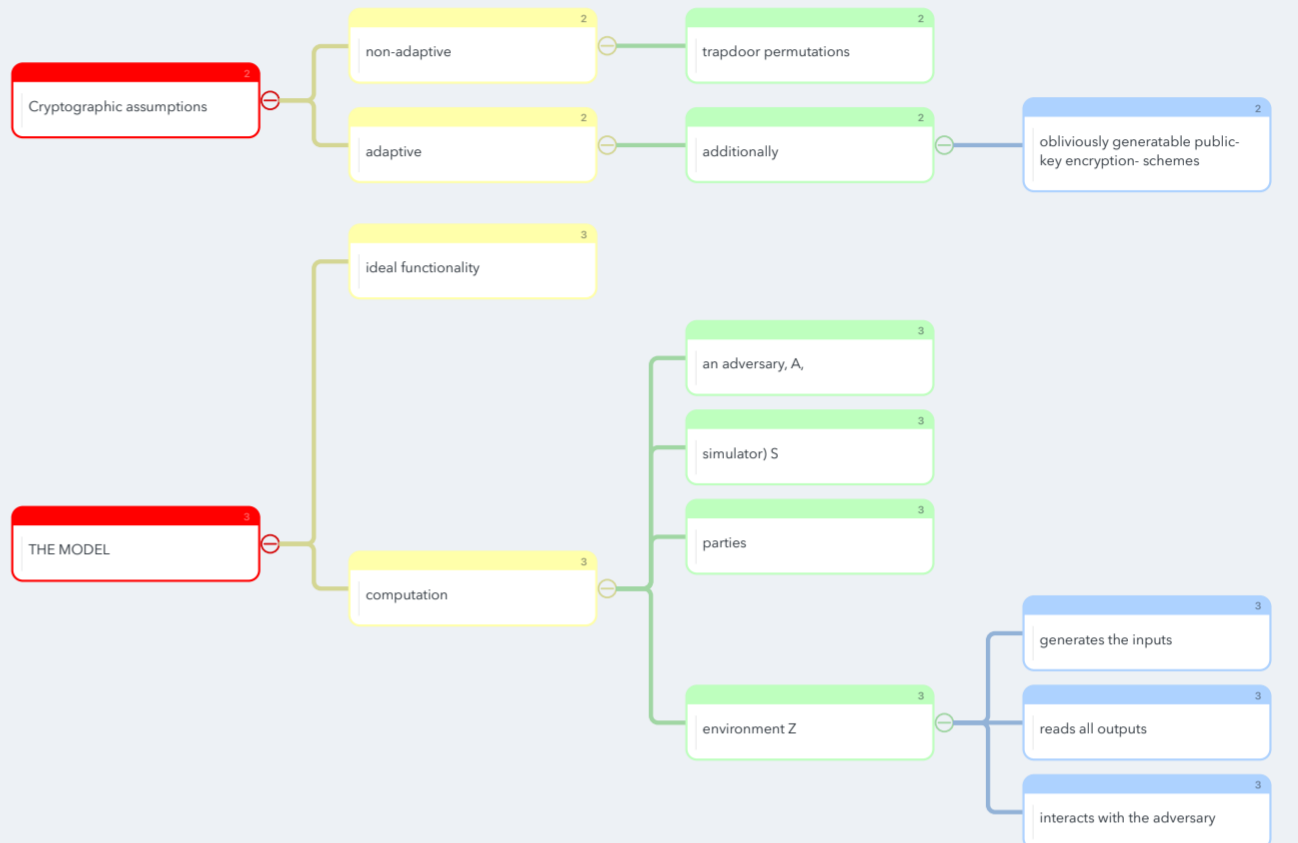 2
Cryptographic assumptions
2
non-adaptive
2
trapdoor permutations
2
adaptive
2
additionally
2
obliviously generatable public-
key encryption- schemes
3
THE MODEL
3
ideal functionality
3
computation
3
an adversary, A,
3
simulator) S
3
parties
3
environment Z
3
generates the inputs
3
reads all outputs
3
interacts with the adversary